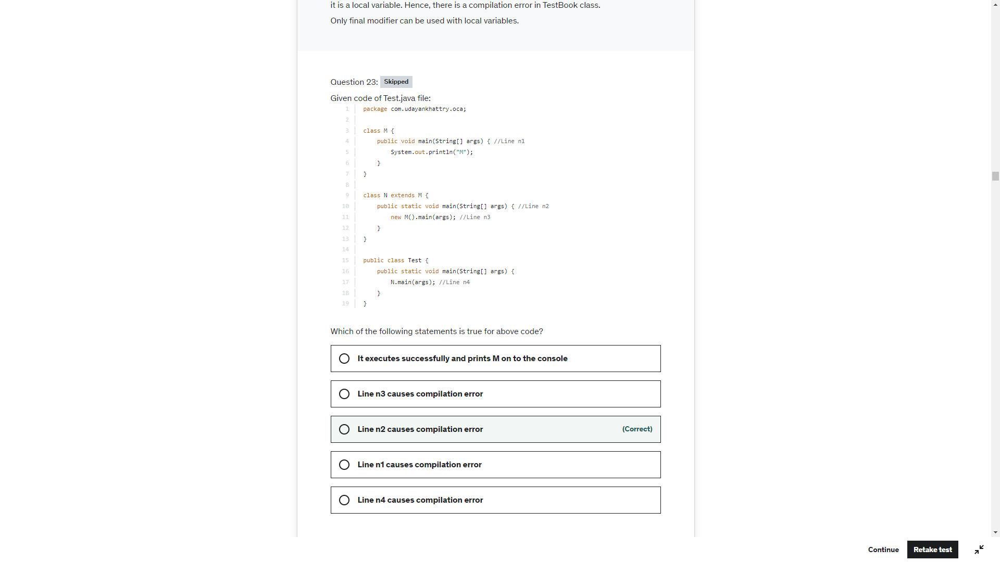 it is a local variable. Hence, there is a compilation error in TestBook class.
Only final modifier can be used with local variables.
Question 23: Skipped
Given code of Test.java file:
1 package com.udayankhattry.oca;
2
3 class M {
4 public void main(String[] args) { //Line n1
5 System.out.println("M");
6 }
7 }
8
9 class N extends M {
10 public static void main(String[] args) { //Line n2
11 new M().main(args); //Line n3
12 }
13 }
14
15 public class Test {
16 public static void main(String[] args) {
17 N.main(args); //Line n4
18 }
19 }
Which of the following statements is true for above code?
It executes successfully and prints M on to the console
Line n3 causes compilation error
Line n2 causes compilation error (Correct)
Line n1 causes compilation error
Line n4 causes compilation error
Continue Retake test